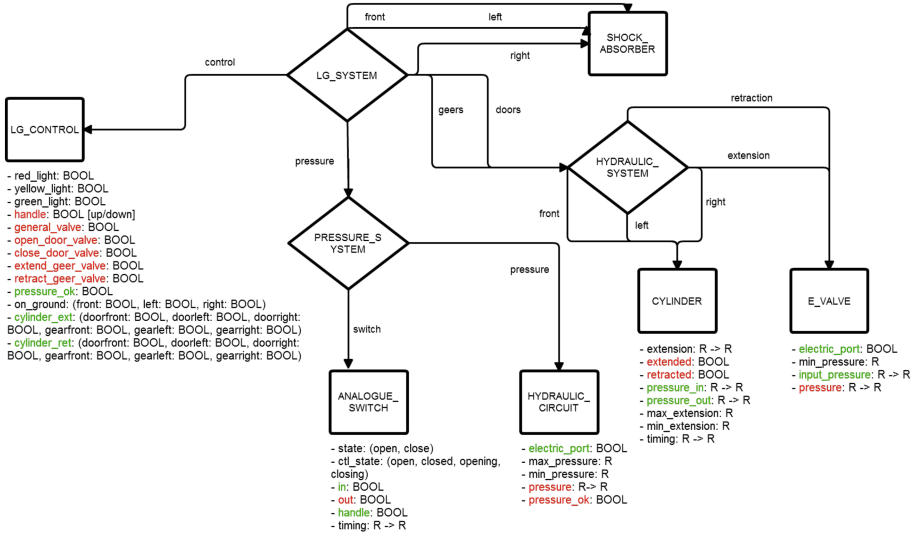 front
left
SHOCK_
ABSORBER
right
control
LG_SYSTEM
LG_CONTROL
geers
doors
retraction
HYDRAULIC_
SYSTEM
extension
pressure
front
left
right
- red_light: BOOL
- yellow_light: BOOL
- green_light: BOOL
- handle: BOOL [up/down]
- general_valve: BOOL
- open_door_valve: BOOL
- close_door_valve: BOOL
- extend_geer_valve: BOOL
- retract_geer_valve: BOOL
- pressure_ok: BOOL
- on_ground: (front: BOOL, left: BOOL, right: BOOL)
- cylinder_ext: (doorfront: BOOL, doorleft: BOOL, doorright:
BOOL, gearfront: BOOL, gearleft: BOOL, gearright: BOOL)
- cylinder_ret: (doorfront: BOOL, doorleft: BOOL, doorright:
BOOL, gearfront: BOOL, gearleft: BOOL, gearright: BOOL)
PRESSURE_S
YSTEM
pressure
switch
CYLINDER
E_VALVE
- extension: R -> R
- extended: BOOL
- retracted: BOOL
- pressure_in: R -> R
- pressure_out: R -> R
- max_extension: R
- min_extension: R
- timing: R -> R
- electric_port: BOOL
- min_pressure: R
- input_pressure: R -> R
- pressure: R -> R
ANALOGUE_
SWITCH
- state: (open, close)
- ctl_state: (open, closed, opening,
closing)
- in: BOOL
- out: BOOL
- handle: BOOL
- timing: R -> R
HYDRAULIC_
CIRCUIT
- electric_port: BOOL
- max_pressure: R
- min_pressure: R
- pressure: R-> R
- pressure_ok: BOOL